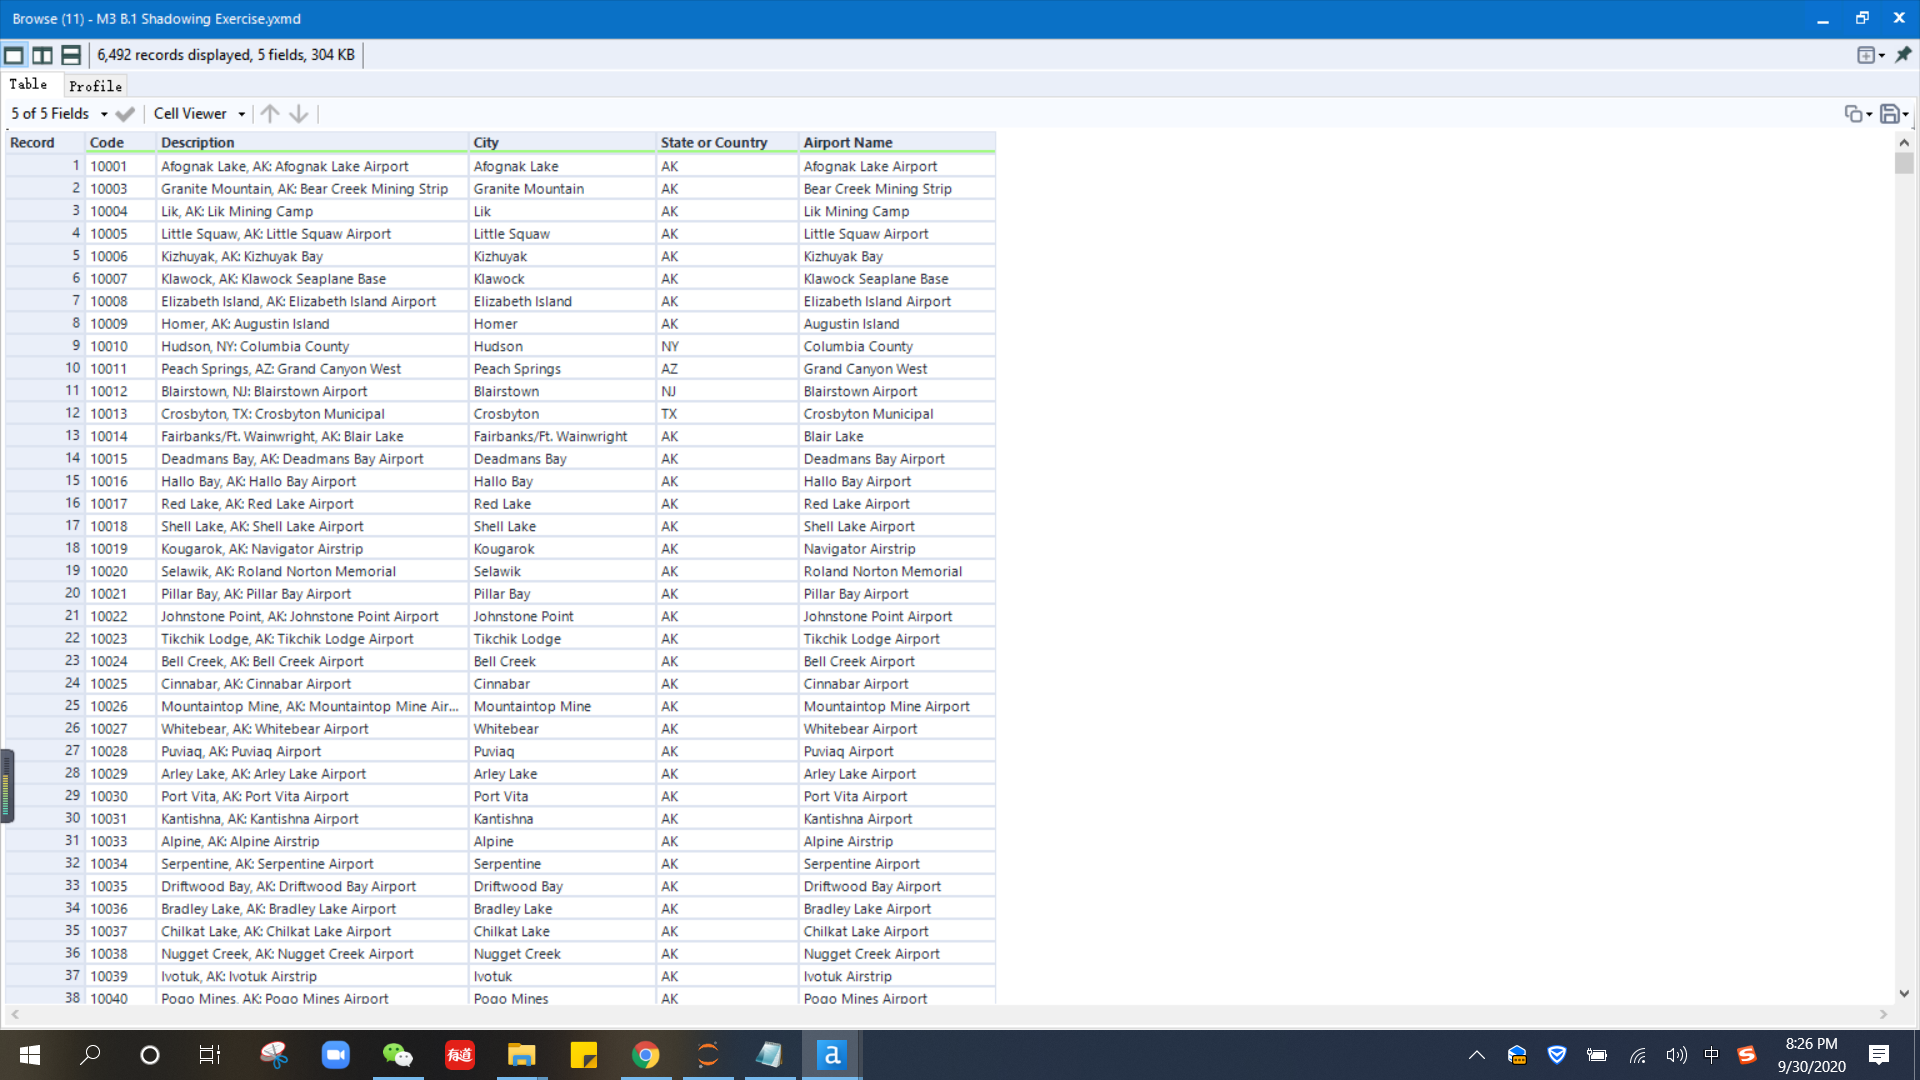 Browse (11) - M3 B.1 Shadowing Exercise.yxmd
6,492 records displayed, 5 fields, 304 KB
Table Profile
5 of 5 Fields Cell Viewer
Record Code Description City State or Country Airport Name
1 10001 Afognak Lake, AK: Afognak Lake Airport Afognak Lake AK Afognak Lake Airport
2 10003 Granite Mountain, AK: Bear Creek Mining Strip Granite Mountain AK Bear Creek Mining Strip
3 10004 Lik, AK: Lik Mining Camp Lik AK Lik Mining Camp
4 10005 Little Squaw, AK: Little Squaw Airport Little Squaw AK Little Squaw Airport
5 10006 Kizhuyak, AK: Kizhuyak Bay Kizhuyak AK Kizhuyak Bay
6 10007 Klawock, AK: Klawock Seaplane Base Klawock AK Klawock Seaplane Base
7 10008 Elizabeth Island, AK: Elizabeth Island Airport Elizabeth Island AK Elizabeth Island Airport
8 10009 Homer, AK: Augustin Island Homer AK Augustin Island
9 10010 Hudson, NY: Columbia County Hudson NY Columbia County
10 10011 Peach Springs, AZ: Grand Canyon West Peach Springs AZ Grand Canyon West
11 10012 Blairstown, NJ: Blairstown Airport Blairstown NJ Blairstown Airport
12 10013 Crosbyton, TX: Crosbyton Municipal Crosbyton TX Crosbyton Municipal
13 10014 Fairbanks/Ft. Wainwright, AK: Blair Lake Fairbanks/Ft. Wainwright AK Blair Lake
14 10015 Deadmans Bay, AK: Deadmans Bay Airport Deadmans Bay AK Deadmans Bay Airport
15 10016 Hallo Bay, AK: Hallo Bay Airport Hallo Bay AK Hallo Bay Airport
16 10017 Red Lake, AK: Red Lake Airport Red Lake AK Red Lake Airport
17 10018 Shell Lake, AK: Shell Lake Airport Shell Lake AK Shell Lake Airport
18 10019 Kougarok, AK: Navigator Airstrip Kougarok AK Navigator Airstrip
19 10020 Selawik, AK: Roland Norton Memorial Selawik AK Roland Norton Memorial
20 10021 Pillar Bay, AK: Pillar Bay Airport Pillar Bay AK Pillar Bay Airport
21 10022 Johnstone Point, AK: Johnstone Point Airport Johnstone Point AK Johnstone Point Airport
22 10023 Tikchik Lodge, AK: Tikchik Lodge Airport Tikchik Lodge AK Tikchik Lodge Airport
23 10024 Bell Creek, AK: Bell Creek Airport Bell Creek AK Bell Creek Airport
24 10025 Cinnabar, AK: Cinnabar Airport Cinnabar AK Cinnabar Airport
25 10026 Mountaintop Mine, AK: Mountaintop Mine Air... Mountaintop Mine AK Mountaintop Mine Airport
26 10027 Whitebear, AK: Whitebear Airport Whitebear AK Whitebear Airport
27 10028 Puviaq, AK: Puviaq Airport Puviaq AK Puviaq Airport
28 10029 Arley Lake, AK: Arley Lake Airport Arley Lake AK Arley Lake Airport
29 10030 Port Vita, AK: Port Vita Airport Port Vita AK Port Vita Airport
30 10031 Kantishna, AK: Kantishna Airport Kantishna AK Kantishna Airport
31 10033 Alpine, AK: Alpine Airstrip Alpine AK Alpine Airstrip
32 10034 Serpentine, AK: Serpentine Airport Serpentine AK Serpentine Airport
33 10035 Driftwood Bay, AK: Driftwood Bay Airport Driftwood Bay AK Driftwood Bay Airport
34 10036 Bradley Lake, AK: Bradley Lake Airport Bradley Lake AK Bradley Lake Airport
35 10037 Chilkat Lake, AK: Chilkat Lake Airport Chilkat Lake AK Chilkat Lake Airport
36 10038 Nugget Creek, AK: Nugget Creek Airport Nugget Creek AK Nugget Creek Airport
37 10039 Ivotuk, AK: Ivotuk Airstrip Ivotuk AK Ivotuk Airstrip
38 10040 Pogo Mines, AK: Pogo Mines Airport Pogo Mines AK Pogo Mines Airport
有道 a 中 S 8:26 PM
9/30/2020